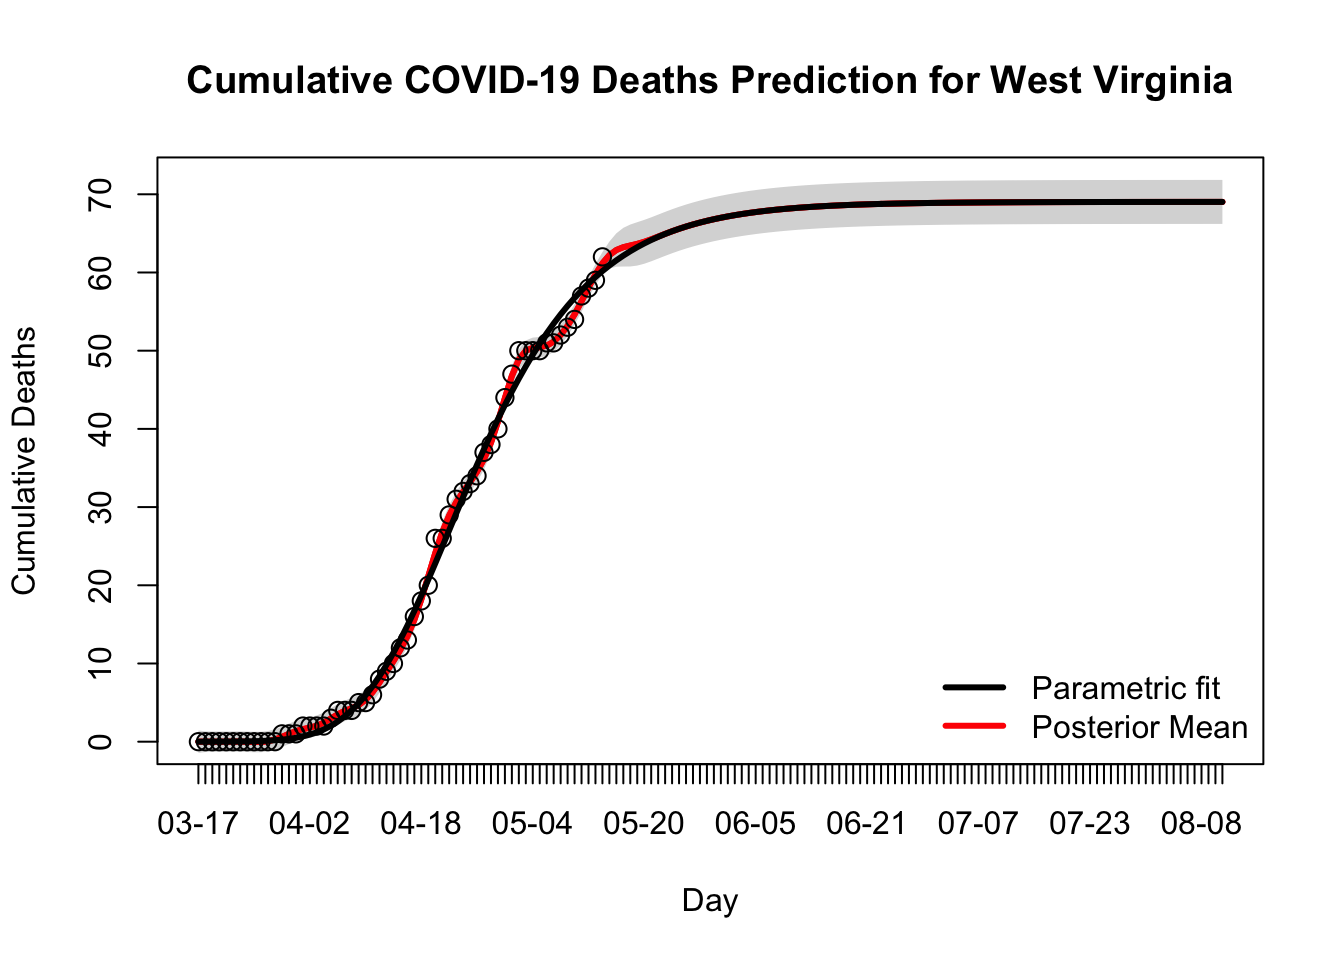 Cumulative COVID-19 Deaths Prediction for West Virginia
Cumulative Deaths
70
60
50
40
30
20
10
0
Parametric fit
Posterior Mean
03-17 04-02 04-18 05-04 05-20 06-05 06-21 07-07 07-23 08-08
Day